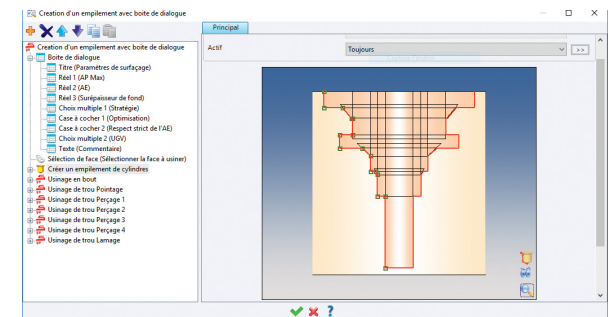 Creation d'un empilement avec boite de dialogue
Principal
Creation d'un empilement avec boite de dialogue
Boite de dialogue
Titre (Paramètres de surfaçage)
Réel 1 (AP Max)
Réel 2 (AE)
Réel 3 (Surépaisseur de fond)
Choix multiple 1 (Stratégie)
Case à cocher 1 (Optimisation)
Case à cocher 2 (Respect strict de l'AE)
Choix multiple 2 (UGV)
Texte (Commentaire)
Sélection de face (Sélectionner la face à usiner)
Créer un empilement de cylindres
Usinage en bout
Usinage de trou Pointage
Usinage de trou Perçage 1
Usinage de trou Perçage 2
Usinage de trou Perçage 3
Usinage de trou Perçage 4
Usinage de trou Lamage
Actif
Toujours
>>